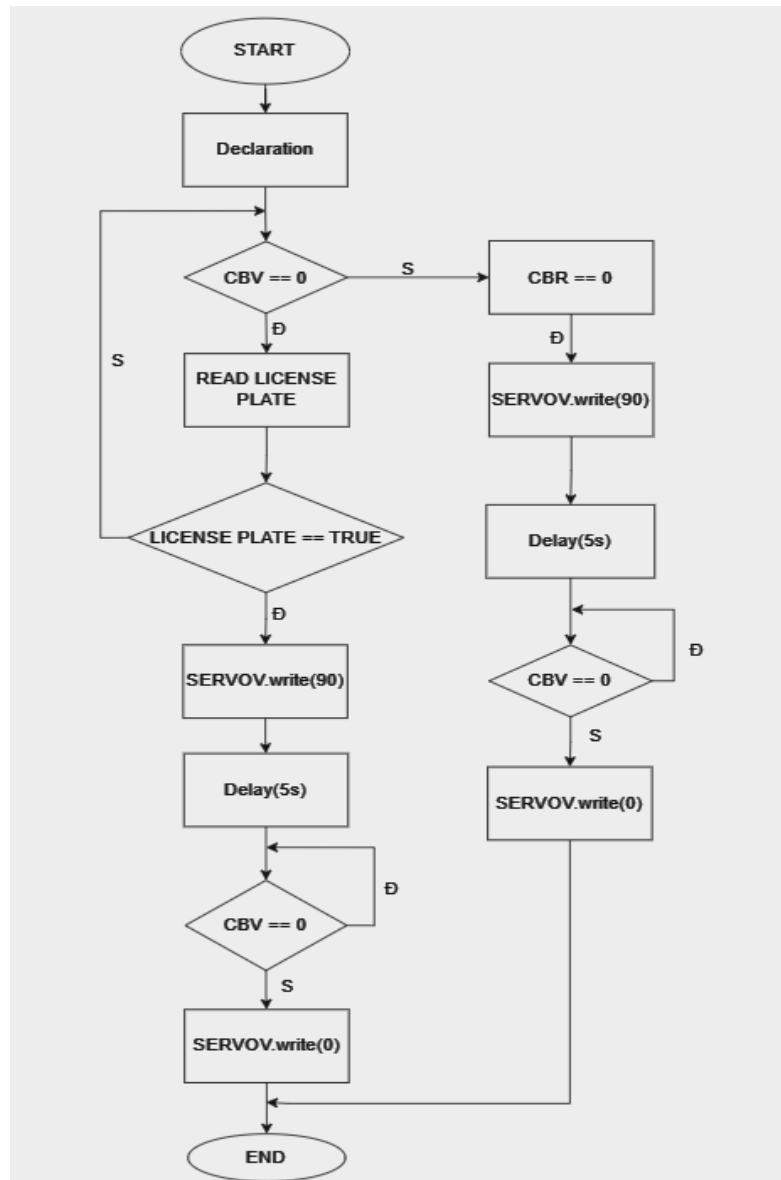 START
Declaration
CBV == 0
S
CBR == 0
Đ
Đ
S
READ LICENSE
PLATE
SERVOV.write(90)
LICENSE PLATE == TRUE
Delay(5s)
Đ
SERVOV.write(90)
CBV == 0
Đ
S
Delay(5s)
SERVOV.write(0)
CBV == 0
Đ
S
SERVOV.write(0)
END